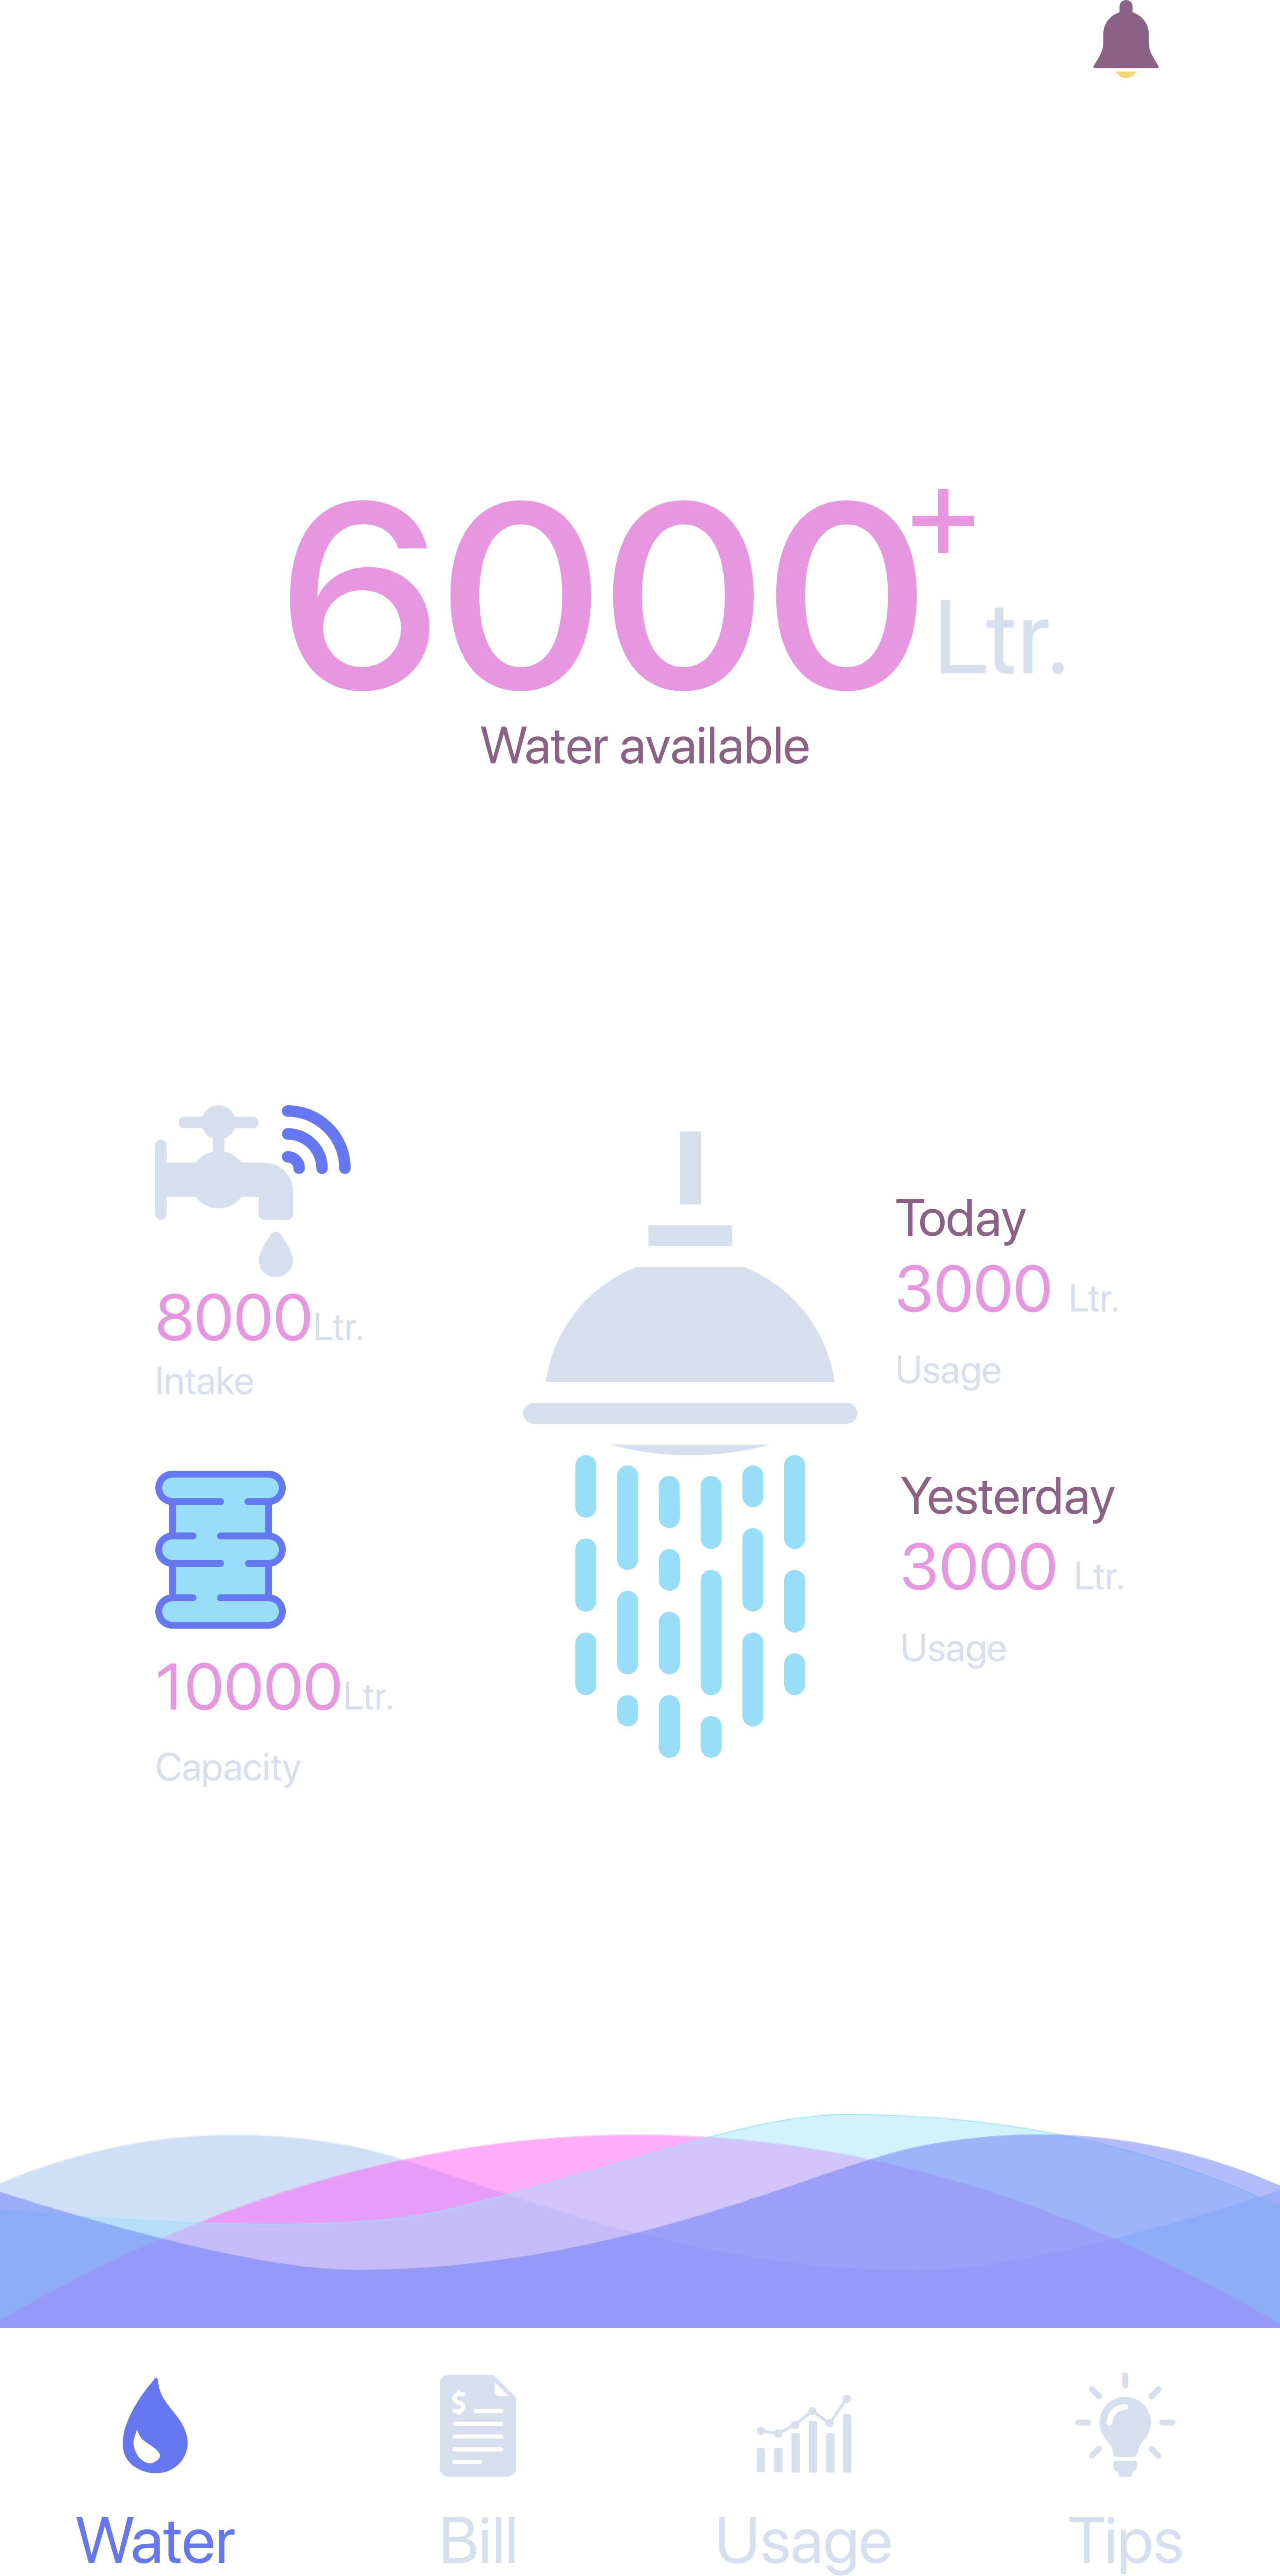 6000+ Ltr.
Water available
8000Ltr.
Intake
10000Ltr.
Capacity
Today
3000 Ltr.
Usage
Yesterday
3000 Ltr.
Usage
$
Water Bill Usage Tips